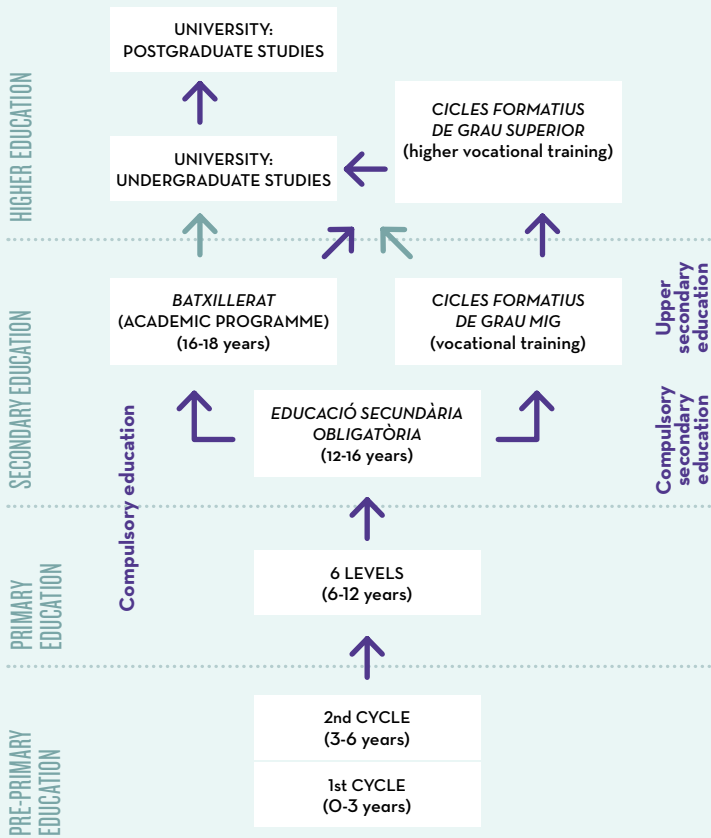 HIGHER EDUCATION
UNIVERSITY:
POSTGRADUATE STUDIES
UNIVERSITY:
UNDERGRADUATE STUDIES
CICLES FORMATIUS
DE GRAU SUPERIOR
(higher vocational training)
SECONDARY EDUCATION
BATXILLERAT
(ACADEMIC PROGRAMME)
(16-18 years)
CICLES FORMATIUS
DE GRAU MIG
(vocational training)
Upper
secondary
education
Compulsory education
EDUCACIÓ SECUNDÀRIA
OBLIGATÒRIA
(12-16 years)
Compulsory
secondary
education
PRIMARY
EDUCATION
6 LEVELS
(6-12 years)
PRE-PRIMARY
EDUCATION
2nd CYCLE
(3-6 years)
1st CYCLE
(0-3 years)